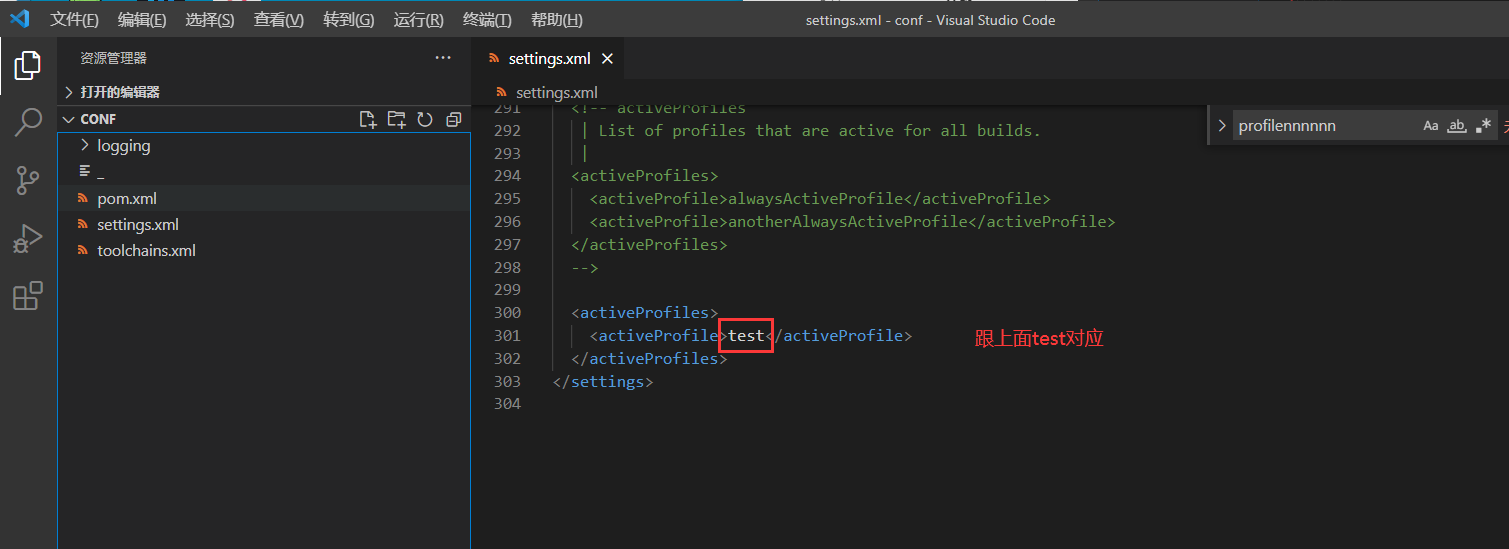 文件(F) 编辑(E) 选择(S) 查看(V) 转到(G) 运行(R) 终端(T) 帮助(H) settings.xml - conf - Visual Studio Code
资源管理器
打开的编辑器
CONF
logging
_
pom.xml
settings.xml
toolchains.xml
settings.xml
settings.xml
profilennnnnn Aa ab
291 <!-- activeProfiles
292 | List of profiles that are active for all builds.
293 |
294 <activeProfiles>
295 <activeProfile>alwaysActiveProfile</activeProfile>
296 <activeProfile>anotherAlwaysActiveProfile</activeProfile>
297 </activeProfiles>
298 -->
299
300 <activeProfiles>
301 <activeProfile>test</activeProfile> 跟上面test对应
302 </activeProfiles>
303 </settings>
304